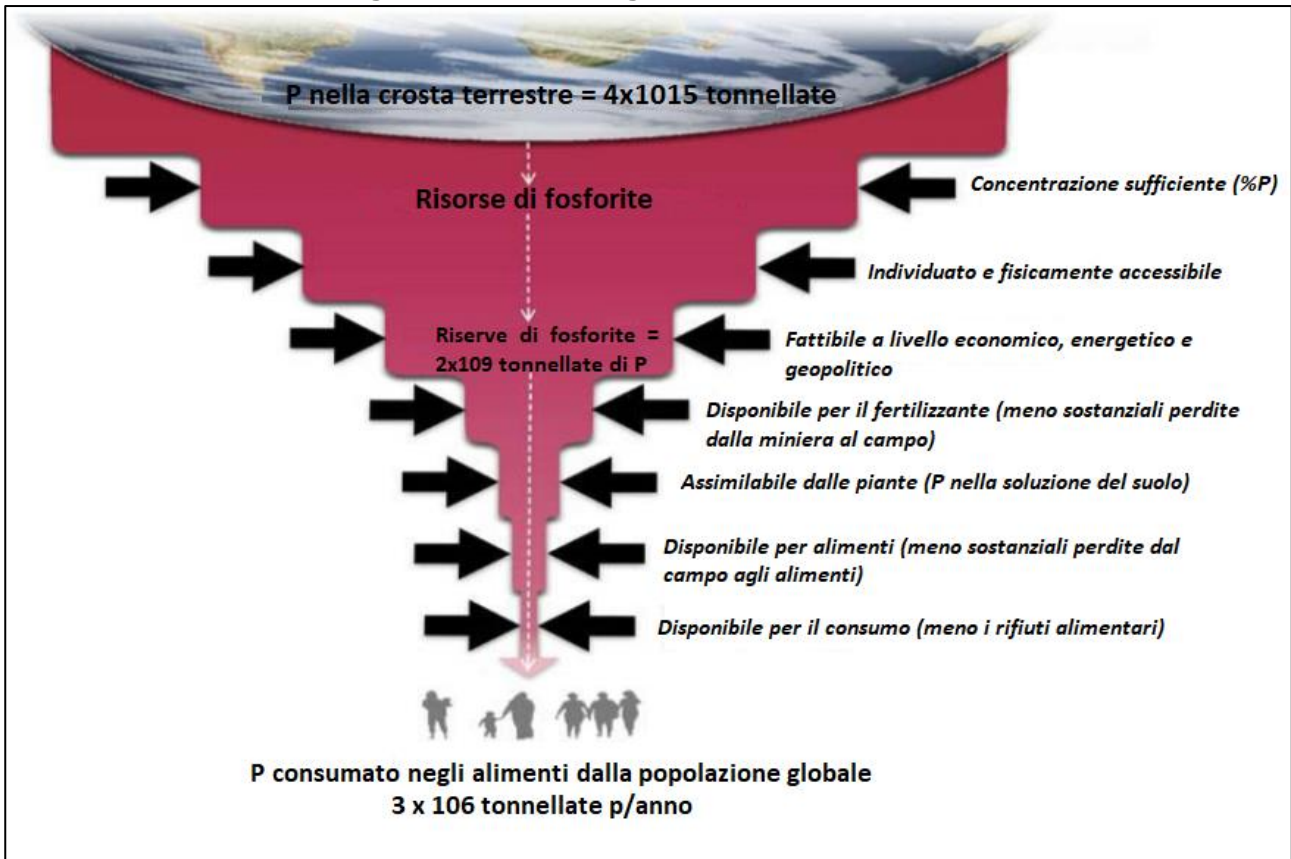 P nella crosta terrestre = 4x1015 tonnellate
Concentrazione sufficiente (%P)
Risorse di fosforite
Individuato e fisicamente accessibile
Riserve di fosforite =
2x109 tonnellate di P
Fattibile a livello economico, energetico e
geopolitico
Disponibile per il fertilizzante (meno sostanziali perdite
dalla miniera al campo)
Assimilabile dalle piante (P nella soluzione del suolo)
Disponibile per alimenti (meno sostanziali perdite dal
campo agli alimenti)
Disponibile per il consumo (meno i rifiuti alimentari)
P consumato negli alimenti dalla popolazione globale
3 x 106 tonnellate p/anno